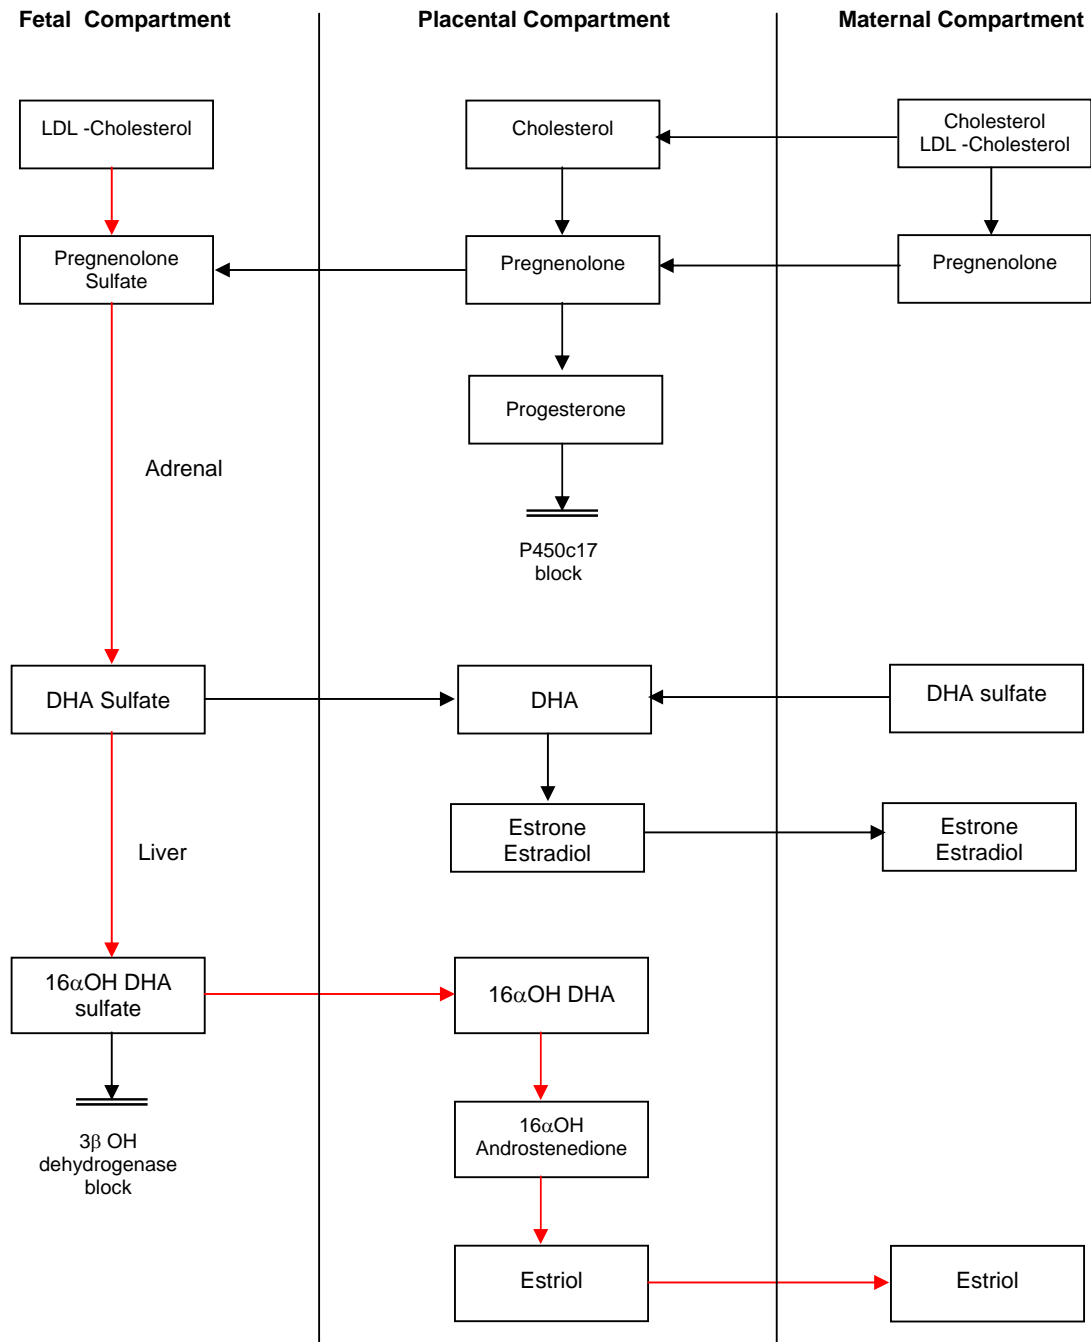 Fetal  Compartment
Placental Compartment
Maternal Compartment
LDL -Cholesterol
Cholesterol
Cholesterol
LDL -Cholesterol
Pregnenolone
Sulfate
Pregnenolone
Pregnenolone
Progesterone
Adrenal
P450c17
block
DHA Sulfate
DHA
DHA sulfate
Estrone
Estradiol
Estrone
Estradiol
Liver
16αOH DHA
sulfate
16αOH DHA
3β OH
dehydrogenase
block
16αOH
Androstenedione
Estriol
Estriol